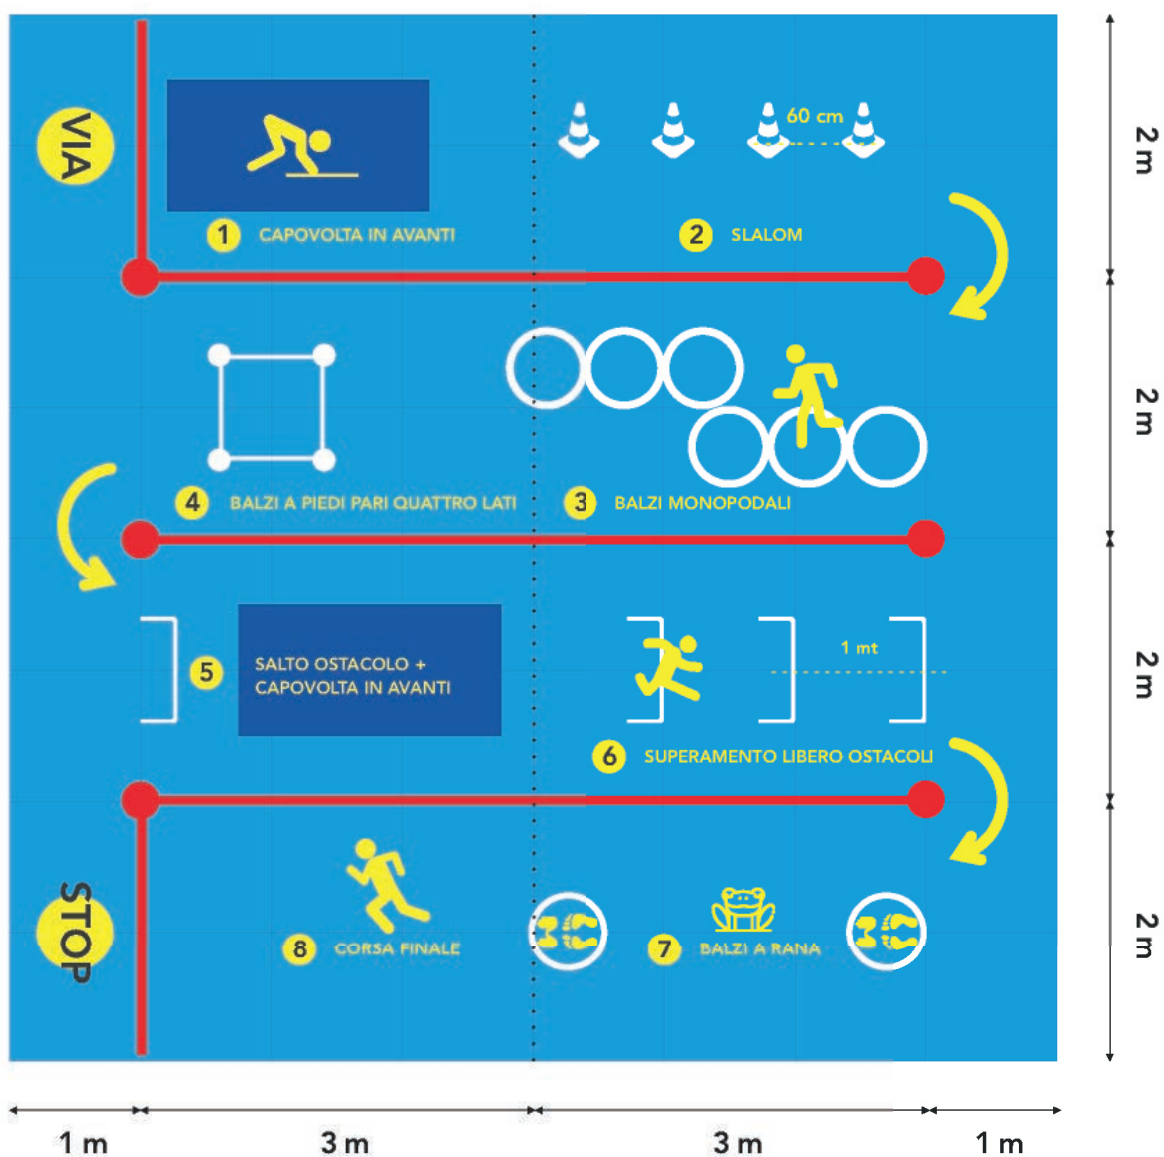 VIA
60 cm
1 CAPOVOLTA IN AVANTI
2 SLALOM
2 m
4 BALZI A PIEDI PARI QUATTRO LATI
3 BALZI MONOPODALI
2 m
5 SALTO OSTACOLO +
CAPOVOLTA IN AVANTI
1 mt
6 SUPERAMENTO LIBERO OSTACOLI
2 m
STOP
8 CORSA FINALE
7 BALZI A RANA
2 m
1 m
3 m
3 m
1 m